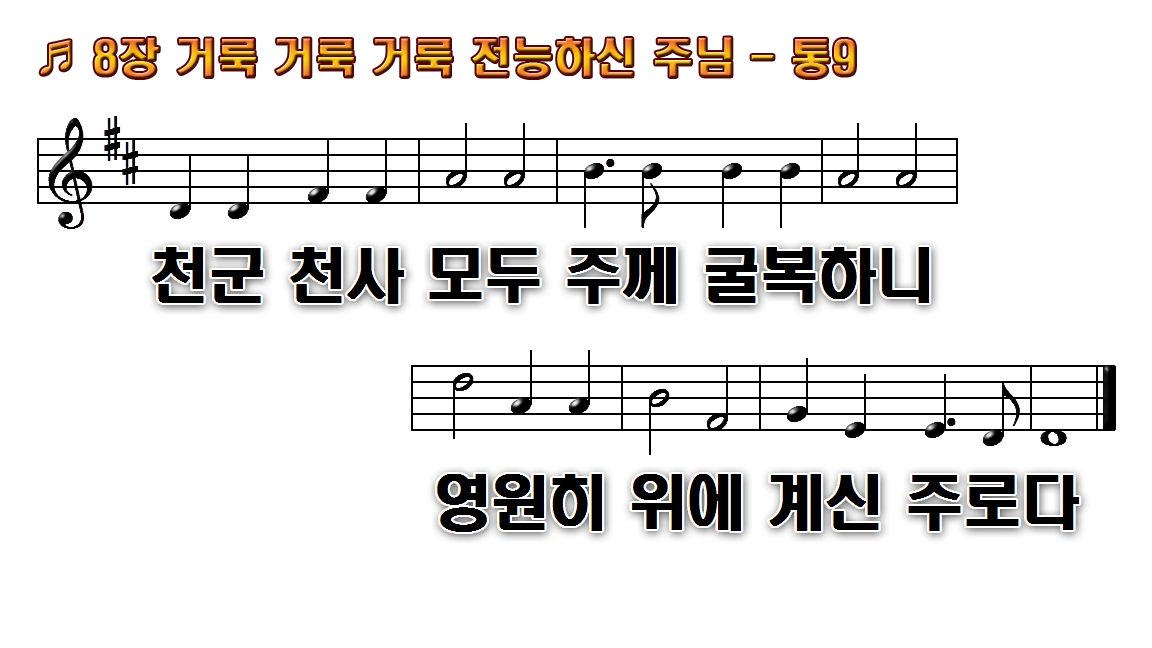 ♬ 8장 거룩 거룩 거룩 전능하신 주님 - 통9
천군 천사 모두 주께 굴복하니
영원히 위에 계신 주로다